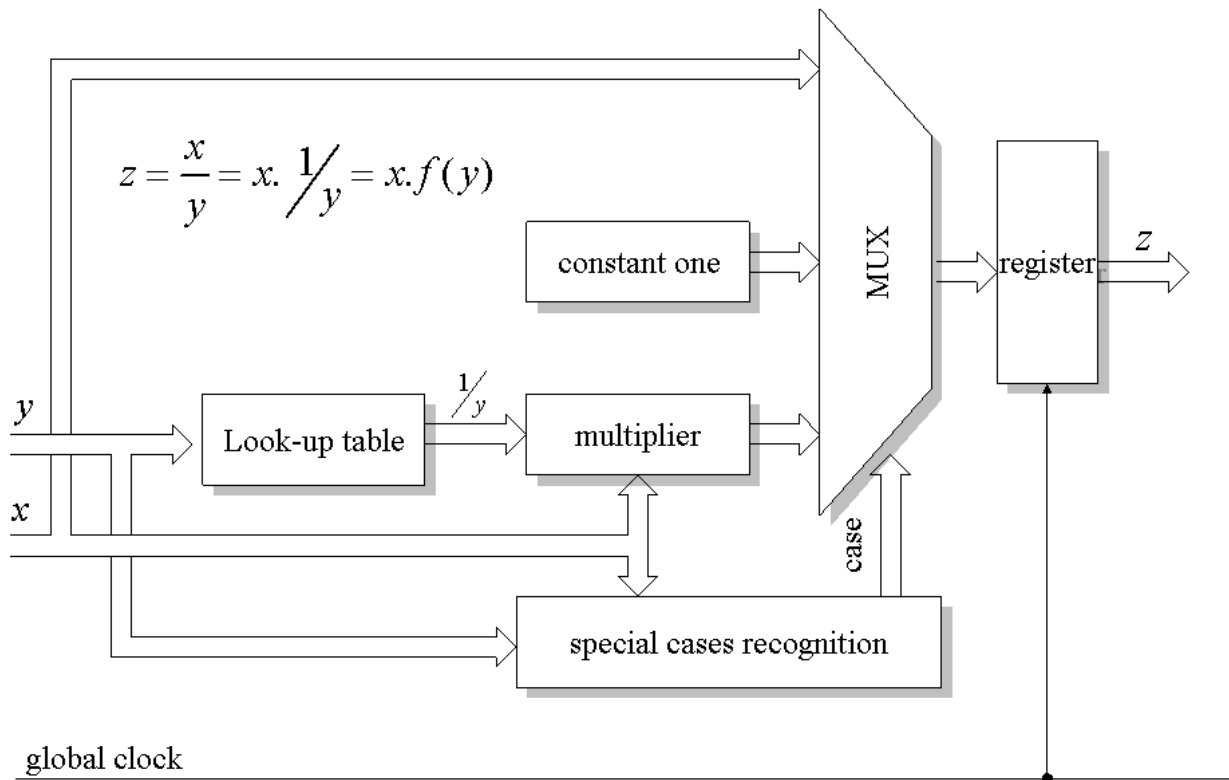 z = x/y = x. 1/y = x.f(y)
constant one
MUX
register
z
y
Look-up table
1/y
multiplier
x
case
special cases recognition
global clock